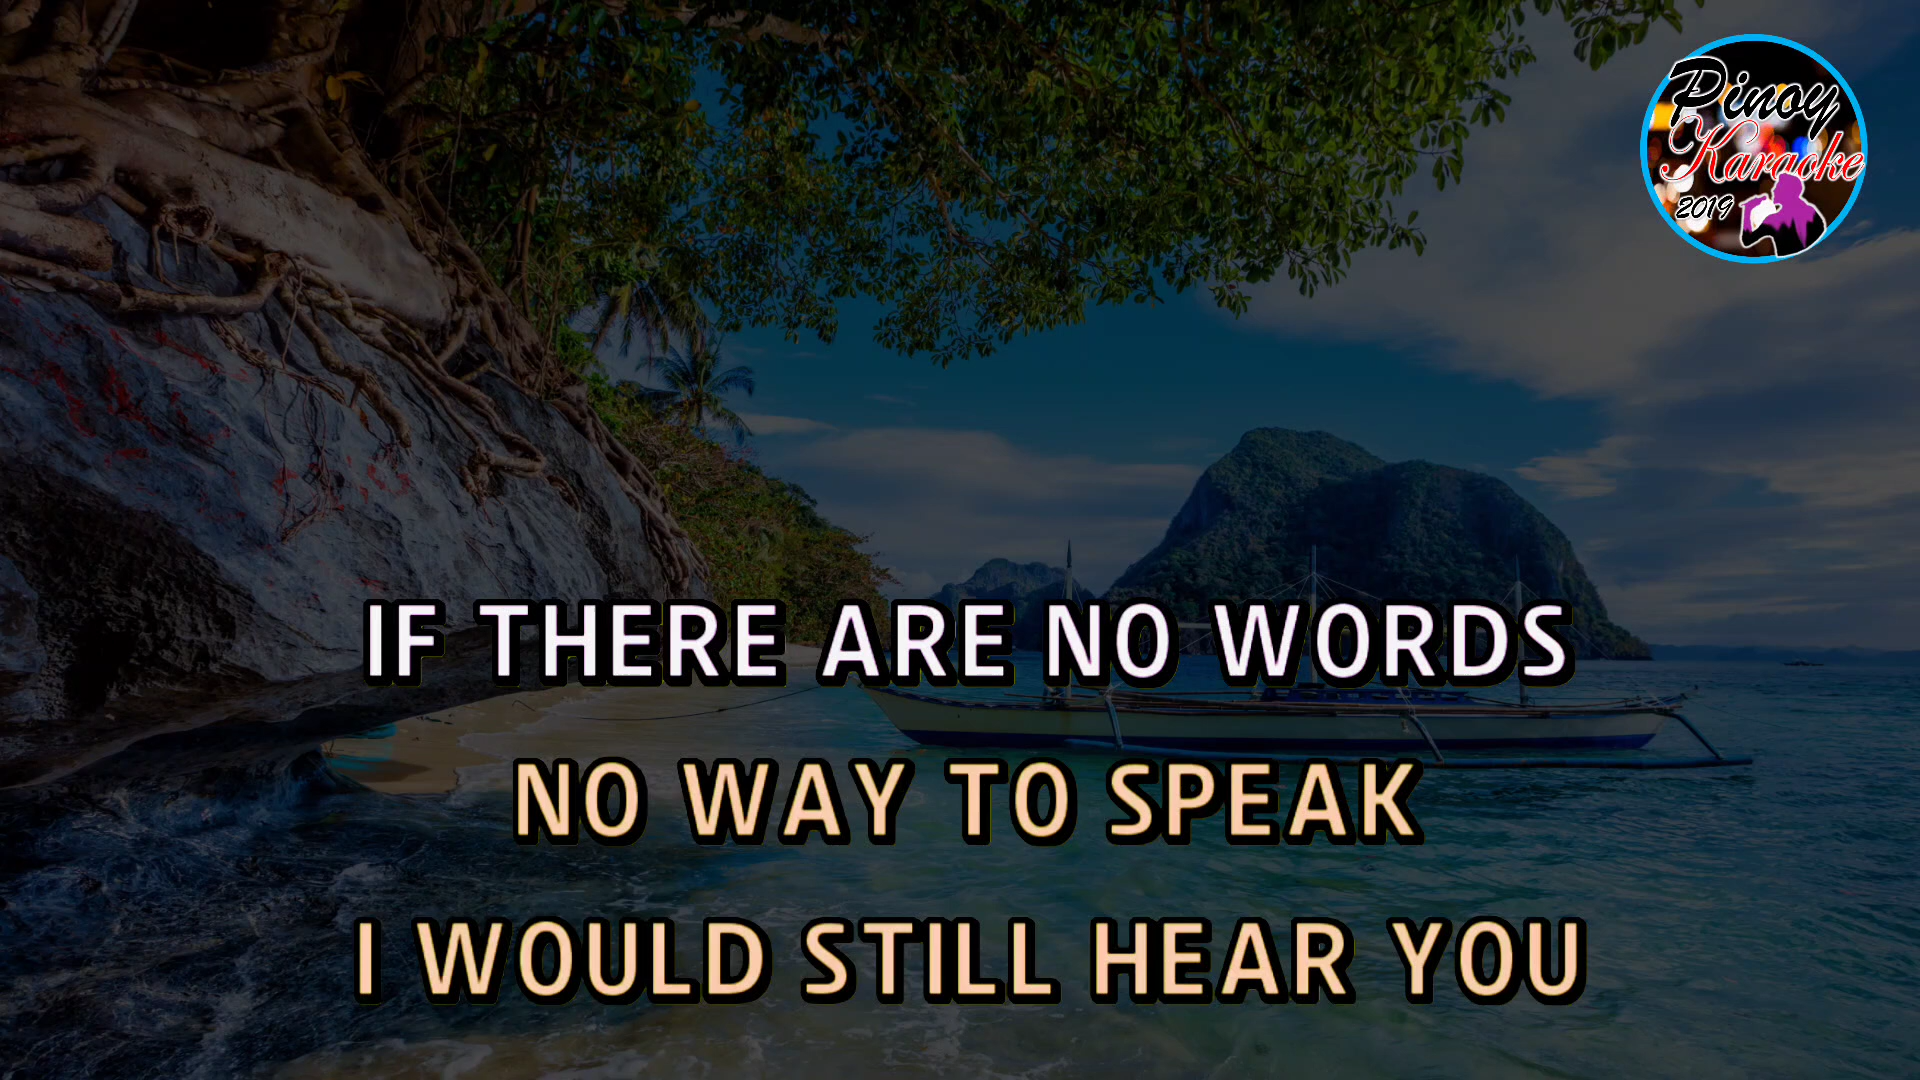 Pinoy
Karaoke
2019
IF THERE ARE NO WORDS
NO WAY TO SPEAK
I WOULD STILL HEAR YOU